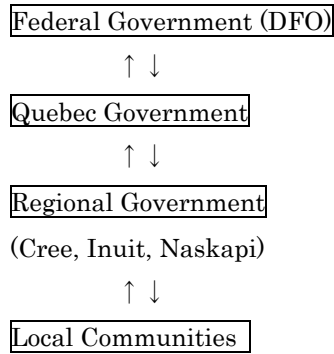 Federal Government (DFO)
↑ ↓
Quebec Government
↑ ↓
Regional Government
(Cree, Inuit, Naskapi)
↑ ↓
Local Communities